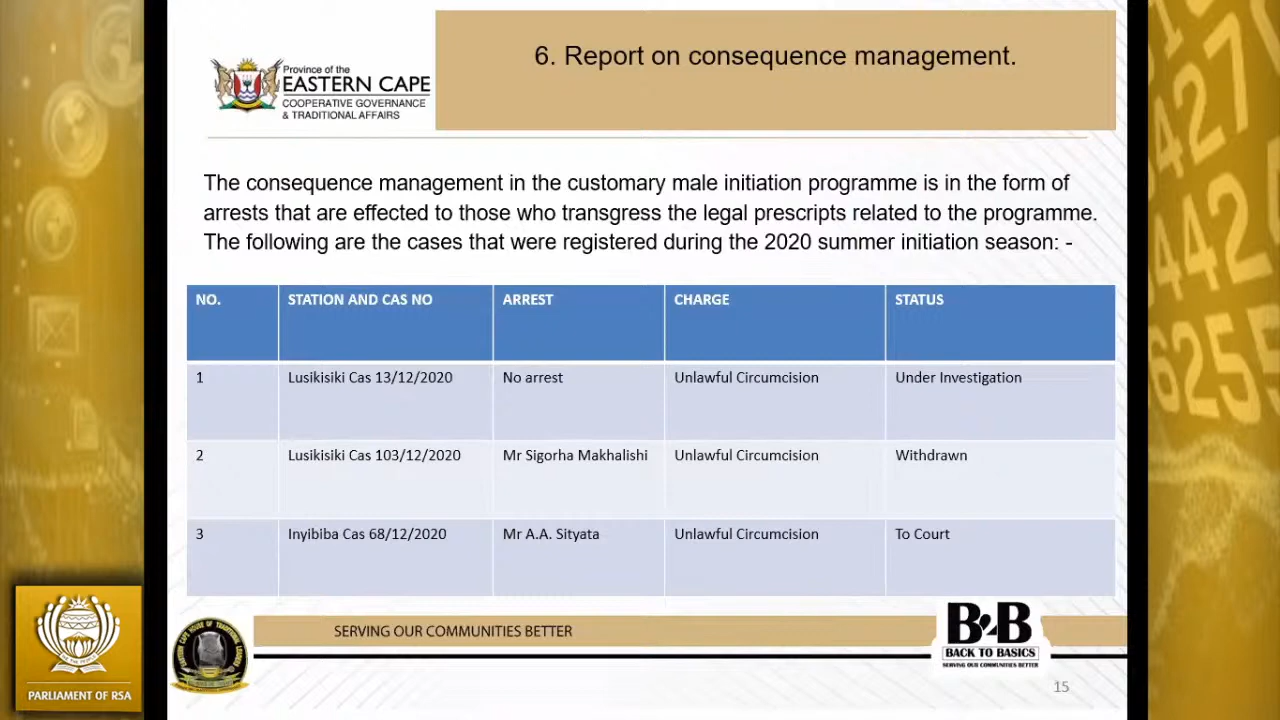 6. Report on consequence management.
Province of the
EASTERN CAPE
COOPERATIVE GOVERNANCE
& TRADITIONAL AFFAIRS
The consequence management in the customary male initiation programme is in the form of
arrests that are effected to those who transgress the legal prescripts related to the programme.
The following are the cases that were registered during the 2020 summer initiation season: -
NO. STATION AND CAS NO ARREST CHARGE STATUS
1 Lusikisiki Cas 13/12/2020 No arrest Unlawful Circumcision Under Investigation
2 Lusikisiki Cas 103/12/2020 Mr Sigorha Makhalishi Unlawful Circumcision Withdrawn
3 Inyibiba Cas 68/12/2020 Mr A.A. Sityata Unlawful Circumcision To Court
SERVING OUR COMMUNITIES BETTER
B2B
BACK TO BASICS
SERVING OUR COMMUNITIES BETTER
15
PARLIAMENT OF RSA
427
442
6255